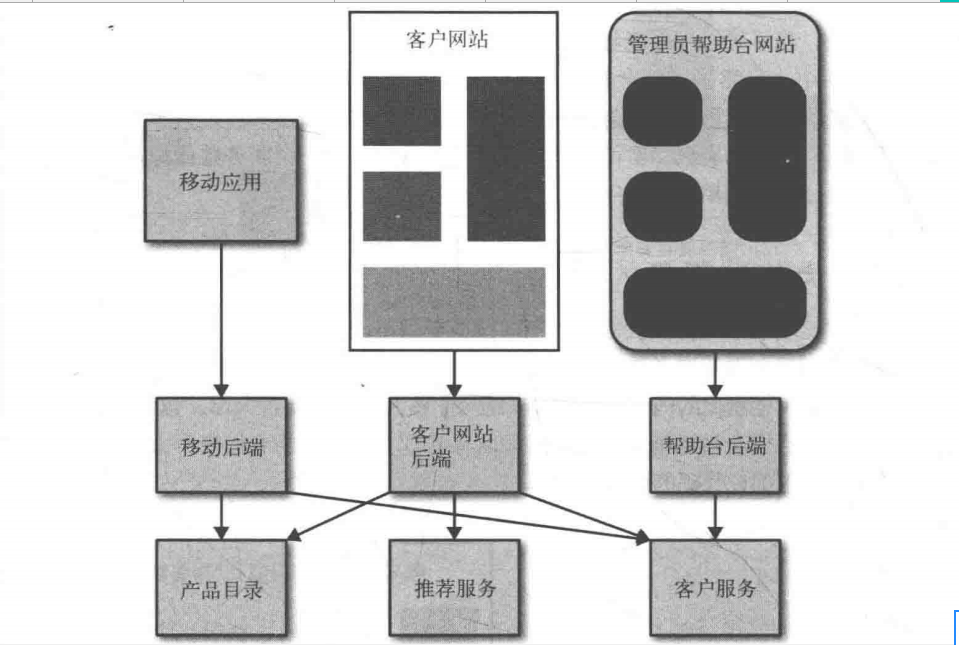 客户网站
管理员帮助台网站
移动应用
移动后端
客户网站
后端
帮助台后端
产品目录
推荐服务
客户服务